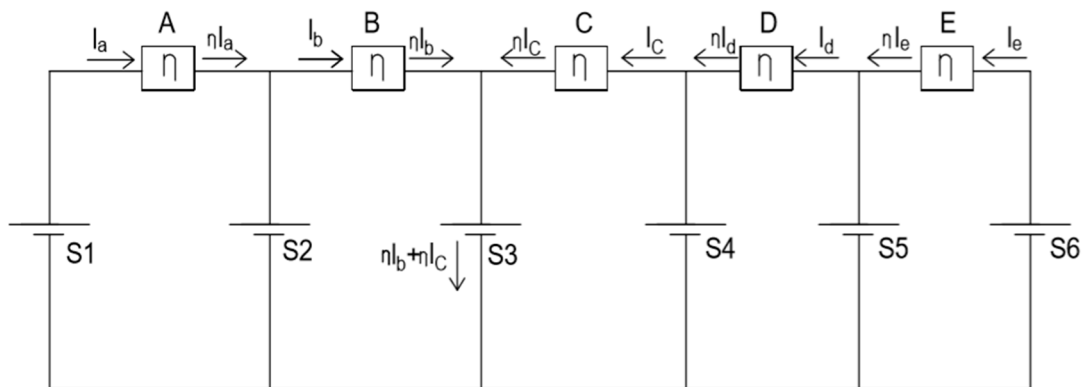 A B C D E
Ia ηIa Ib ηIb ηIC IC ηId Id ηIe Ie
η η η η η
S1 S2 S3 S4 S5 S6
ηIb+ηIC